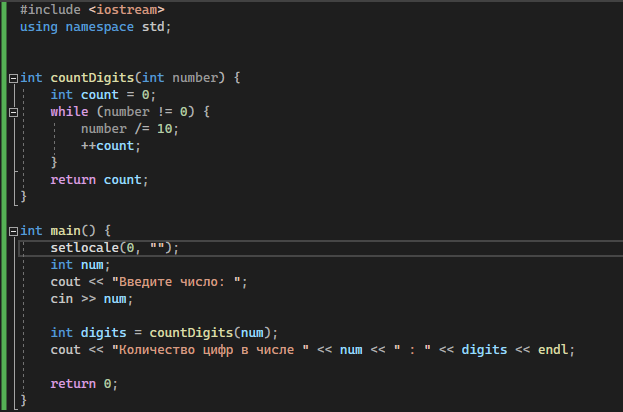 #include <iostream>
using namespace std;
int countDigits(int number) {
int count = 0;
while (number != 0) {
number /= 10;
++count;
}
return count;
}
int main() {
setlocale(0, "");
int num;
cout << "Введите число: ";
cin >> num;
int digits = countDigits(num);
cout << "Количество цифр в числе " << num << " : " << digits << endl;
return 0;
}